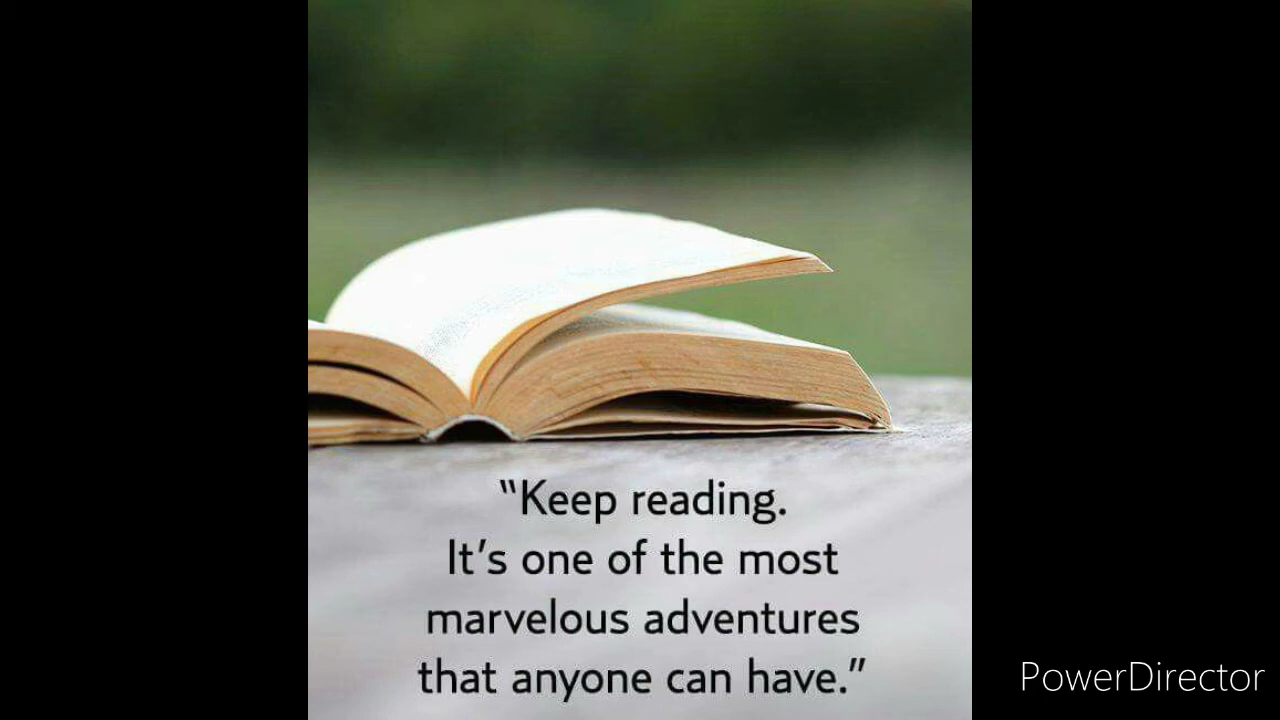 “Keep reading.
It’s one of the most
marvelous adventures
that anyone can have.”
PowerDirector